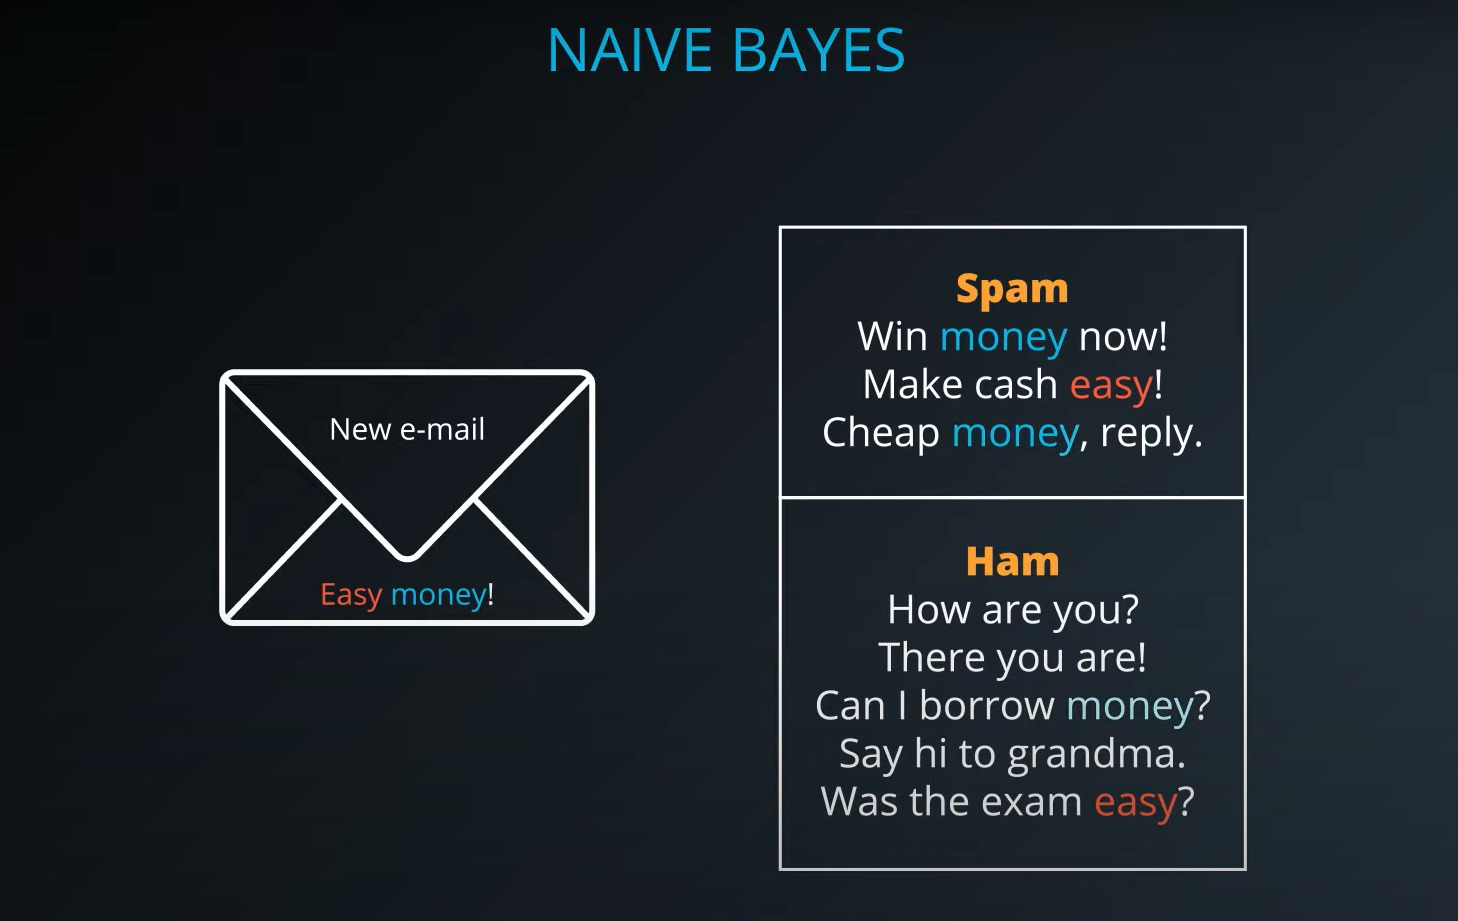 NAIVE BAYES
New e-mail
Easy money!
Spam
Win money now!
Make cash easy!
Cheap money, reply.
Ham
How are you?
There you are!
Can I borrow money?
Say hi to grandma.
Was the exam easy?